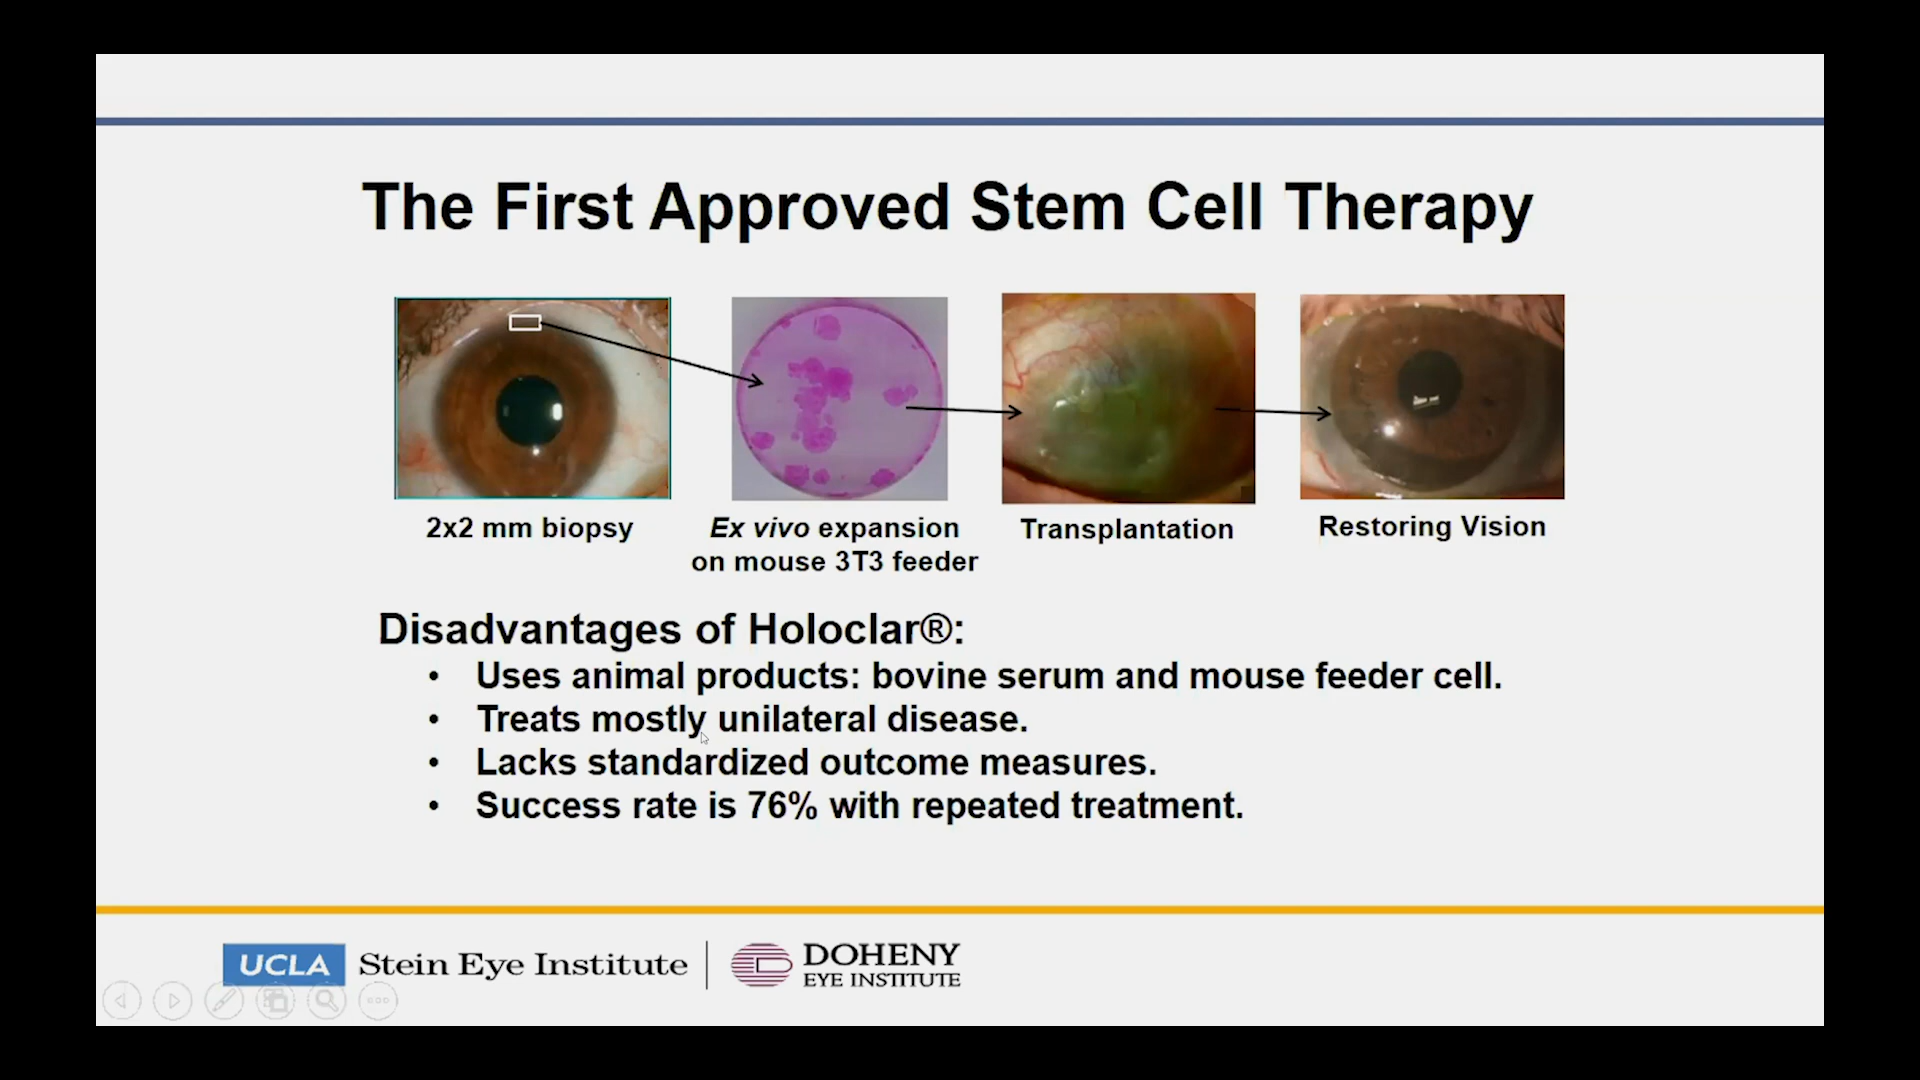 The First Approved Stem Cell Therapy
2x2 mm biopsy
Ex vivo expansion
on mouse 3T3 feeder
Transplantation
Restoring Vision
Disadvantages of Holoclar®:
• Uses animal products: bovine serum and mouse feeder cell.
• Treats mostly unilateral disease.
• Lacks standardized outcome measures.
• Success rate is 76% with repeated treatment.
UCLA Stein Eye Institute
DOHENY
EYE INSTITUTE